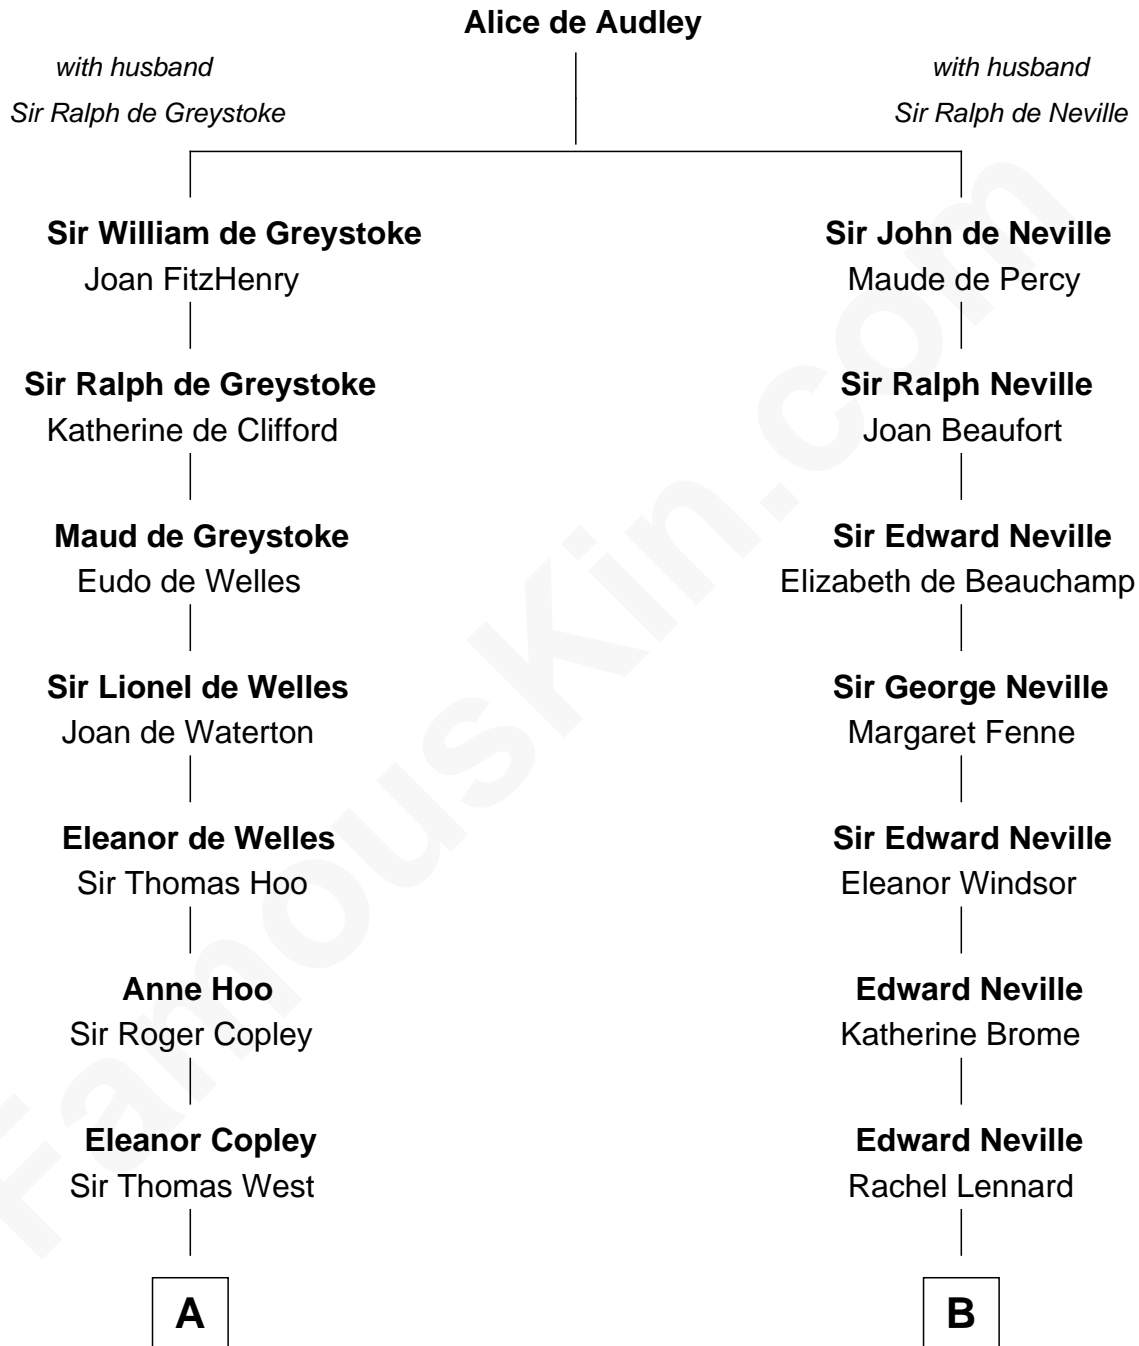 Alice de Audley
with husband
Sir Ralph de Greystoke
with husband
Sir Ralph de Neville
Sir William de Greystoke
Joan FitzHenry
Sir John de Neville
Maude de Percy
Sir Ralph de Greystoke
Katherine de Clifford
Sir Ralph Neville
Joan Beaufort
Maud de Greystoke
Eudo de Welles
Sir Edward Neville
Elizabeth de Beauchamp
Sir Lionel de Welles
Joan de Waterton
Sir George Neville
Margaret Fenne
Eleanor de Welles
Sir Thomas Hoo
Sir Edward Neville
Eleanor Windsor
Anne Hoo
Sir Roger Copley
Edward Neville
Katherine Brome
Eleanor Copley
Sir Thomas West
Edward Neville
Rachel Lennard
A
B
FamousKin.com